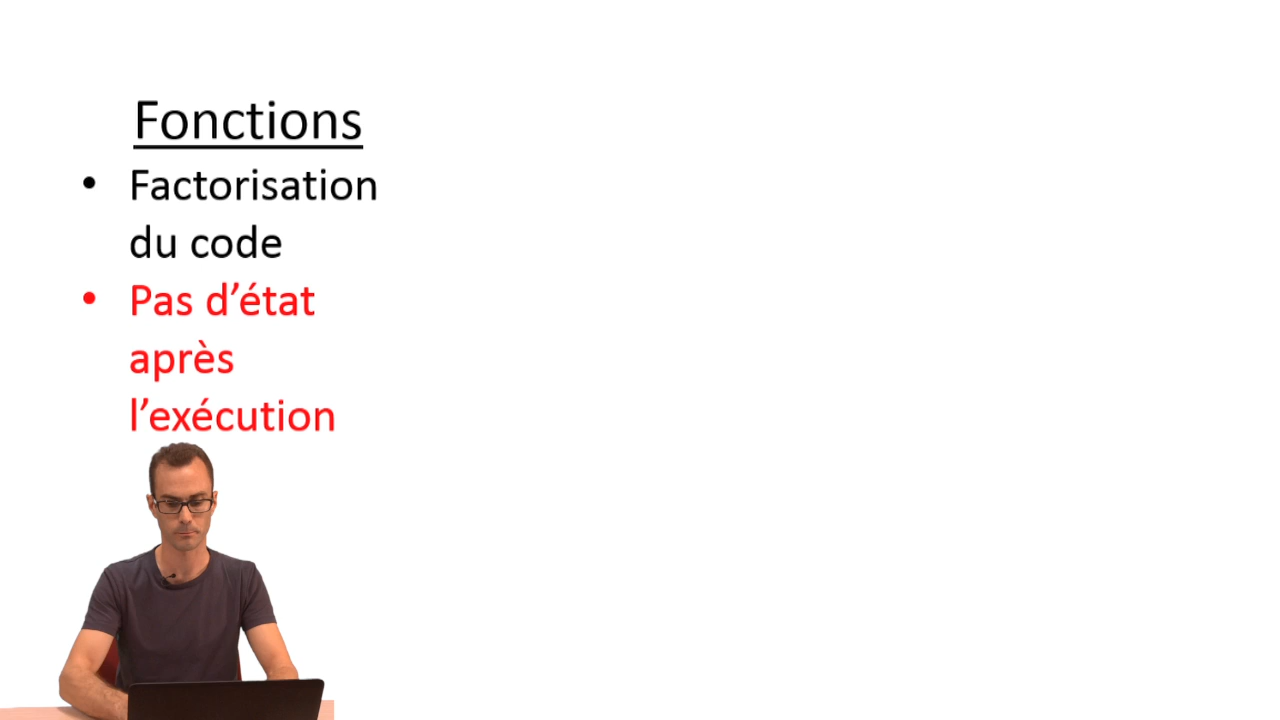 Fonctions
• Factorisation
du code
• Pas d’état
après
l’exécution